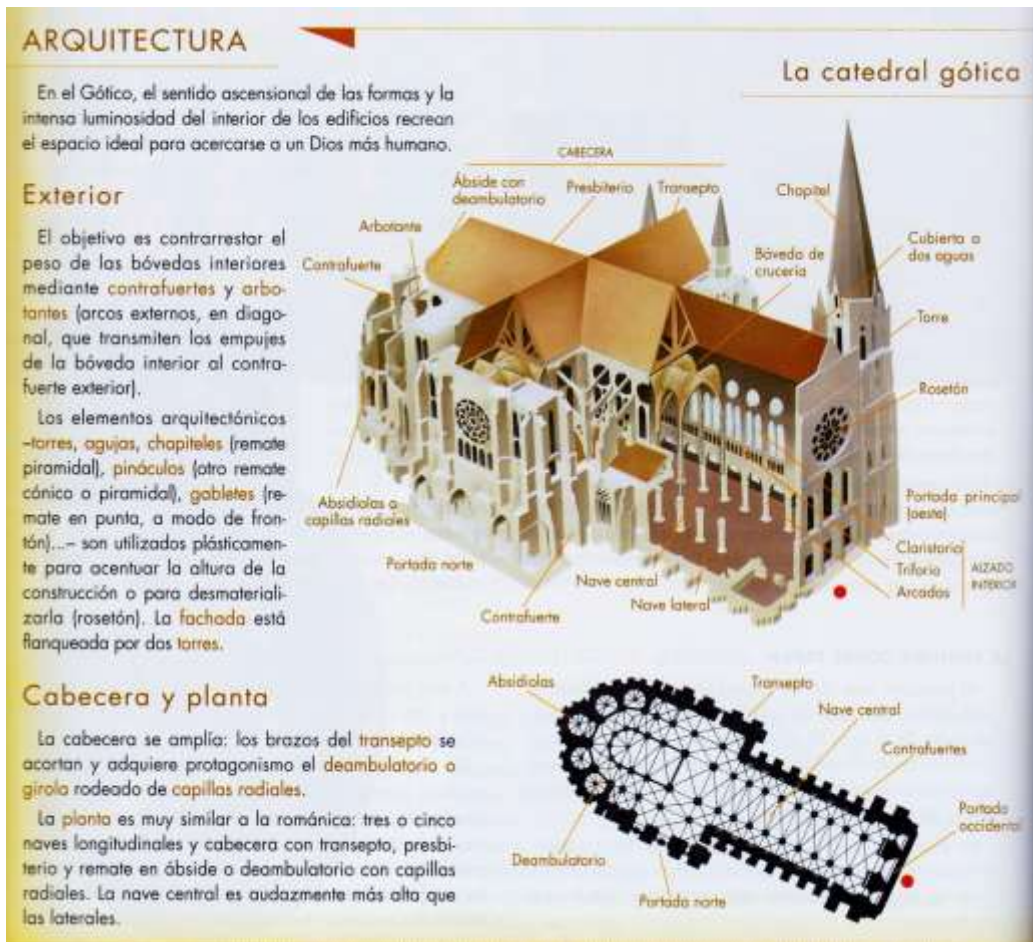 ARQUITECTURA
La catedral gótica
En el Gótico, el sentido ascensional de las formas y la
intensa luminosidad del interior de los edificios recrean
el espacio ideal para acercarse a un Dios más humano.
Exterior
El objetivo es contrarrestar el
peso de las bóvedas interiores
mediante contrafuertes y arbo-
tantes (arcos externos, en diago-
nal, que transmiten los empujes
de la bóveda interior al contra-
fuerte exterior).
Los elementos arquitectónicos
–torres, agujas, chapiteles (remate
piramidal), pináculos (otro remate
cónico o piramidal), gabletes (re-
mate en punta, a modo de fron-
tón)...– son utilizados plásticamen-
te para acentuar la altura de la
construcción o para desmateriali-
zarla (rosetón). La fachada está
flanqueada por dos torres.
Cabecera y planta
La cabecera se amplía: los brazos del transepto se
acortan y adquiere protagonismo el deambulatorio o
girola rodeado de capillas radiales.
La planta es muy similar a la románica: tres o cinco
naves longitudinales y cabecera con transepto, presbi-
terio y remate en ábside o deambulatorio con capillas
radiales. La nave central es audazmente más alta que
las laterales.
CABECERA
Ábside con
deambulatorio
Presbiterio
Transepto
Chapitel
Arbotante
Contrafuerte
Bóveda de
crucería
Cubierta a
dos aguas
Torre
Rosetón
Absidiolas o
capillas radiales
Portada principal
(oeste)
Portada norte
Nave central
Nave lateral
Contrafuerte
Claristorio
Triforio
Arcadas
ALZADO
INTERIOR
Absidiolas
Transepto
Nave central
Contrafuertes
Portada
occidental
Deambulatorio
Portada norte